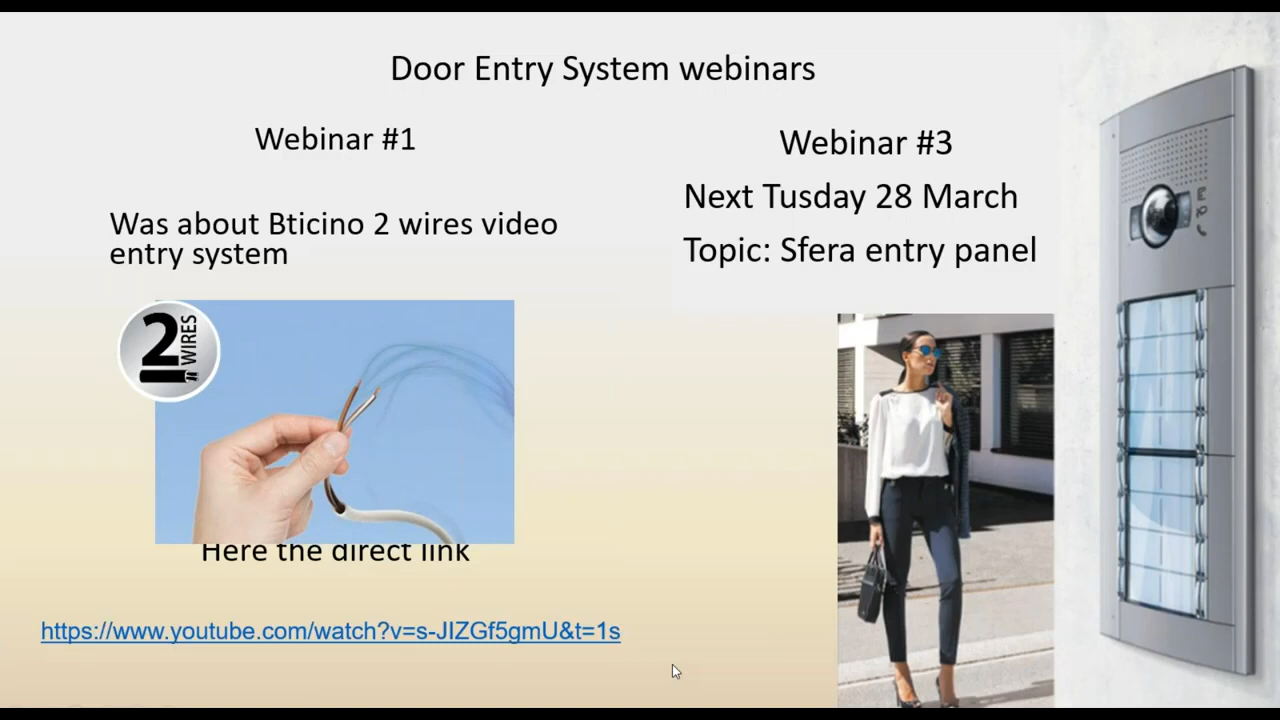 Door Entry System webinars
Webinar #1
Was about Bticino 2 wires video
entry system
2 WIRES
Here the direct link
https://www.youtube.com/watch?v=s-JIZGf5gmU&t=1s
Webinar #3
Next Tusday 28 March
Topic: Sfera entry panel